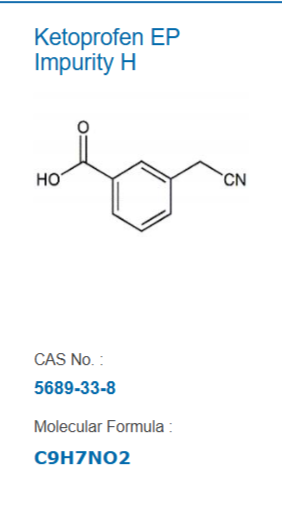 Ketoprofen EP
Impurity H
O
HO
CN
CAS No. :
5689-33-8
Molecular Formula :
C9H7NO2